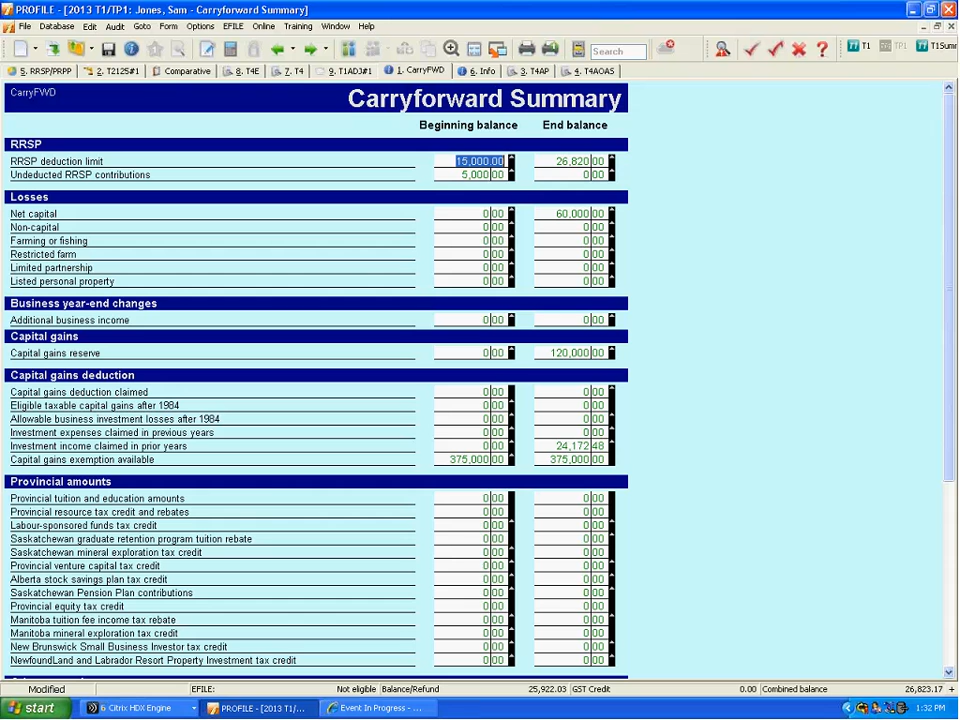 PROFILE - [2013 T1/TP1: Jones, Sam - Carryforward Summary]
File Database Edit Audit Goto Form Options EFILE Online Training Window Help
Search T1 TP1 T1Summ
5. RRSP/PRPP 2. T2125#1 Comparative 8. T4E 7. T4 9. T1ADJ#1 1. CarryFWD 6. Info 3. T4AP 4. T4AOAS
CarryFWD
Carryforward Summary
Beginning balance End balance
RRSP
RRSP deduction limit 15,000.00 26,820 00
Undeducted RRSP contributions 5,000 00 0 00
Losses
Net capital 0 00 60,000 00
Non-capital 0 00 0 00
Farming or fishing 0 00 0 00
Restricted farm 0 00 0 00
Limited partnership 0 00 0 00
Listed personal property 0 00 0 00
Business year-end changes
Additional business income 0 00 0 00
Capital gains
Capital gains reserve 0 00 120,000 00
Capital gains deduction
Capital gains deduction claimed 0 00 0 00
Eligible taxable capital gains after 1984 0 00 0 00
Allowable business investment losses after 1984 0 00 0 00
Investment expenses claimed in previous years 0 00 0 00
Investment income claimed in prior years 0 00 24,172 48
Capital gains exemption available 375,000 00 375,000 00
Provincial amounts
Provincial tuition and education amounts 0 00 0 00
Provincial resource tax credit and rebates 0 00 0 00
Labour-sponsored funds tax credit 0 00 0 00
Saskatchewan graduate retention program tuition rebate 0 00 0 00
Saskatchewan mineral exploration tax credit 0 00 0 00
Provincial venture capital tax credit 0 00 0 00
Alberta stock savings plan tax credit 0 00 0 00
Saskatchewan Pension Plan contributions 0 00 0 00
Provincial equity tax credit 0 00 0 00
Manitoba tuition fee income tax rebate 0 00 0 00
Manitoba mineral exploration tax credit 0 00 0 00
New Brunswick Small Business Investor tax credit 0 00 0 00
NewfoundLand and Labrador Resort Property Investment tax credit 0 00 0 00
Modified EFILE: Not eligible Balance/Refund 25,922.03 GST Credit 0.00 Combined balance 26,823.17
start 6 Citrix HDX Engine PROFILE - [2013 T1/... Event In Progress - ... 1:32 PM